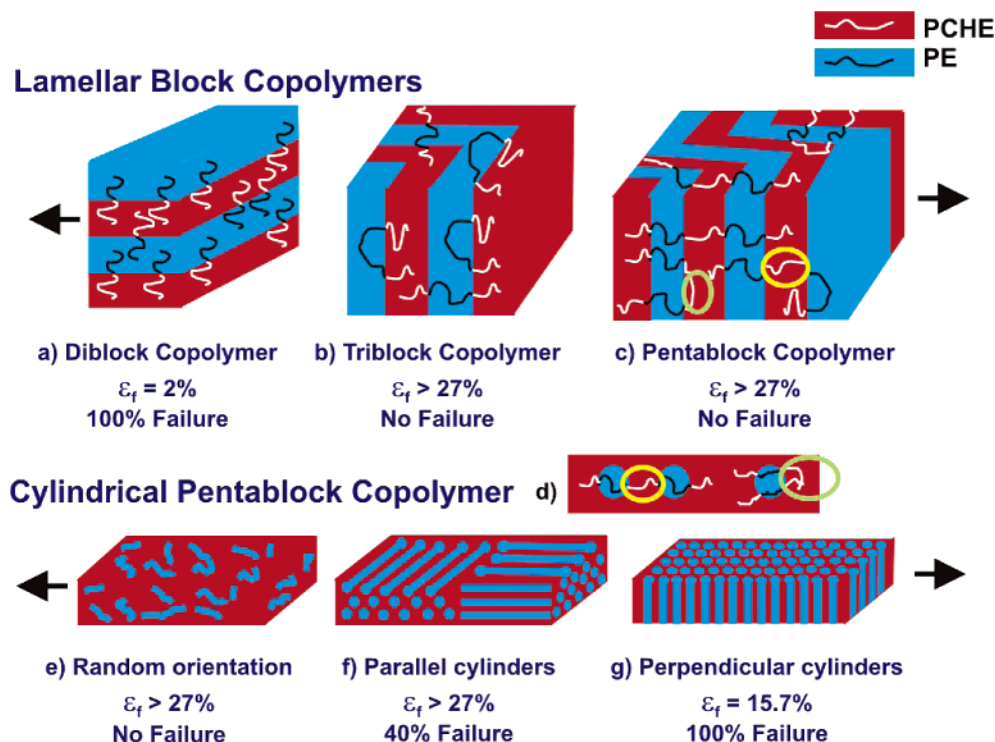 PCHE
PE
Lamellar Block Copolymers
a) Diblock Copolymer
εf = 2%
100% Failure
b) Triblock Copolymer
εf > 27%
No Failure
c) Pentablock Copolymer
εf > 27%
No Failure
Cylindrical Pentablock Copolymer d)
e) Random orientation
εf > 27%
No Failure
f) Parallel cylinders
εf > 27%
40% Failure
g) Perpendicular cylinders
εf = 15.7%
100% Failure